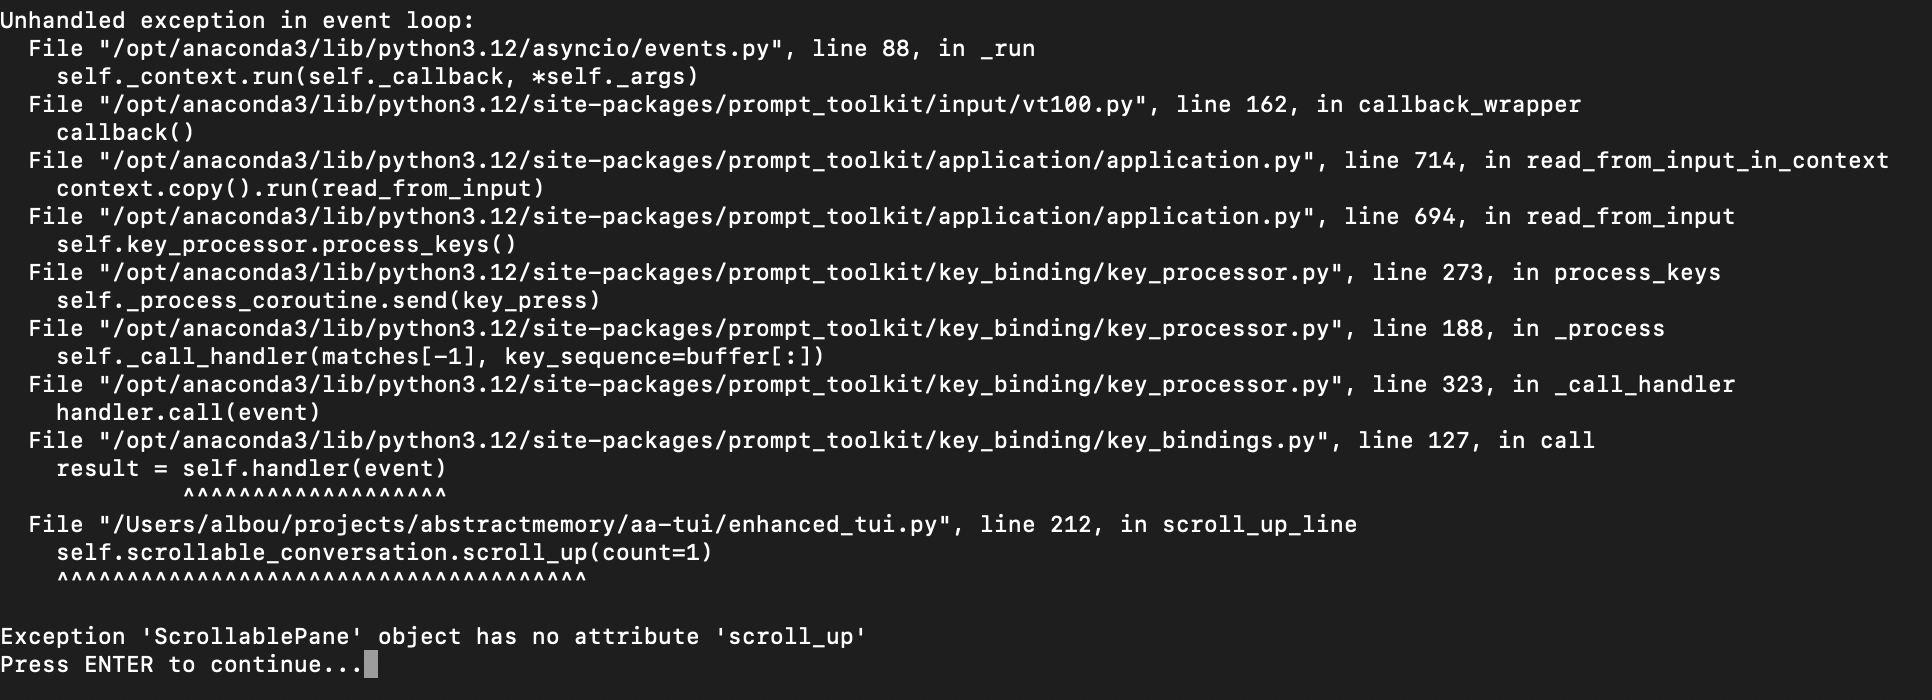 Unhandled exception in event loop:
  File "/opt/anaconda3/lib/python3.12/asyncio/events.py", line 88, in _run
    self._context.run(self._callback, *self._args)
  File "/opt/anaconda3/lib/python3.12/site-packages/prompt_toolkit/input/vt100.py", line 162, in callback_wrapper
    callback()
  File "/opt/anaconda3/lib/python3.12/site-packages/prompt_toolkit/application/application.py", line 714, in read_from_input_in_context
    context.copy().run(read_from_input)
  File "/opt/anaconda3/lib/python3.12/site-packages/prompt_toolkit/application/application.py", line 694, in read_from_input
    self.key_processor.process_keys()
  File "/opt/anaconda3/lib/python3.12/site-packages/prompt_toolkit/key_binding/key_processor.py", line 273, in process_keys
    self._process_coroutine.send(key_press)
  File "/opt/anaconda3/lib/python3.12/site-packages/prompt_toolkit/key_binding/key_processor.py", line 188, in _process
    self._call_handler(matches[-1], key_sequence=buffer[:])
  File "/opt/anaconda3/lib/python3.12/site-packages/prompt_toolkit/key_binding/key_processor.py", line 323, in _call_handler
    handler.call(event)
  File "/opt/anaconda3/lib/python3.12/site-packages/prompt_toolkit/key_binding/key_bindings.py", line 127, in call
    result = self.handler(event)
             ^^^^^^^^^^^^^^^^^^^
  File "/Users/albou/projects/abstractmemory/aa-tui/enhanced_tui.py", line 212, in scroll_up_line
    self.scrollable_conversation.scroll_up(count=1)
    ^^^^^^^^^^^^^^^^^^^^^^^^^^^^^^^^^^^^^^

Exception 'ScrollablePane' object has no attribute 'scroll_up'
Press ENTER to continue...